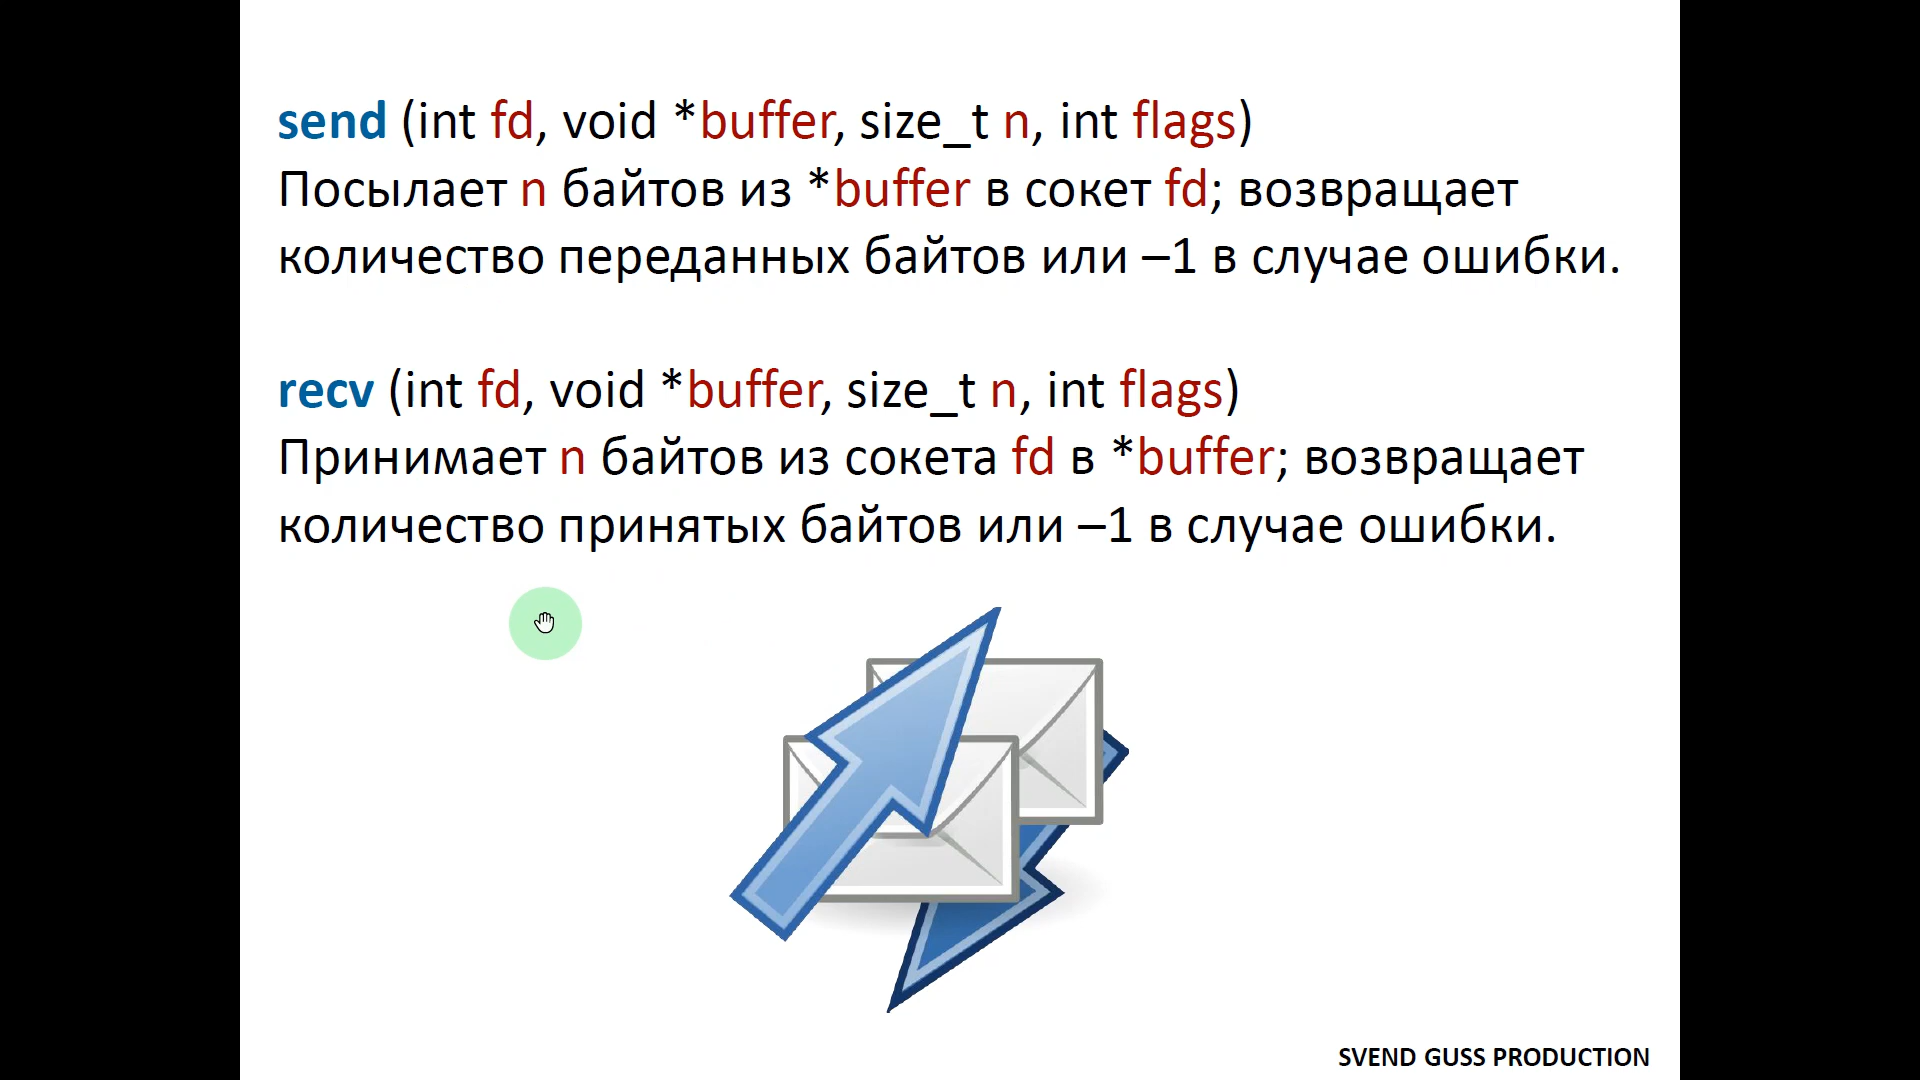 send (int fd, void *buffer, size_t n, int flags)
Посылает n байтов из *buffer в сокет fd; возвращает
количество переданных байтов или –1 в случае ошибки.
recv (int fd, void *buffer, size_t n, int flags)
Принимает n байтов из сокета fd в *buffer; возвращает
количество принятых байтов или –1 в случае ошибки.
SVEND GUSS PRODUCTION